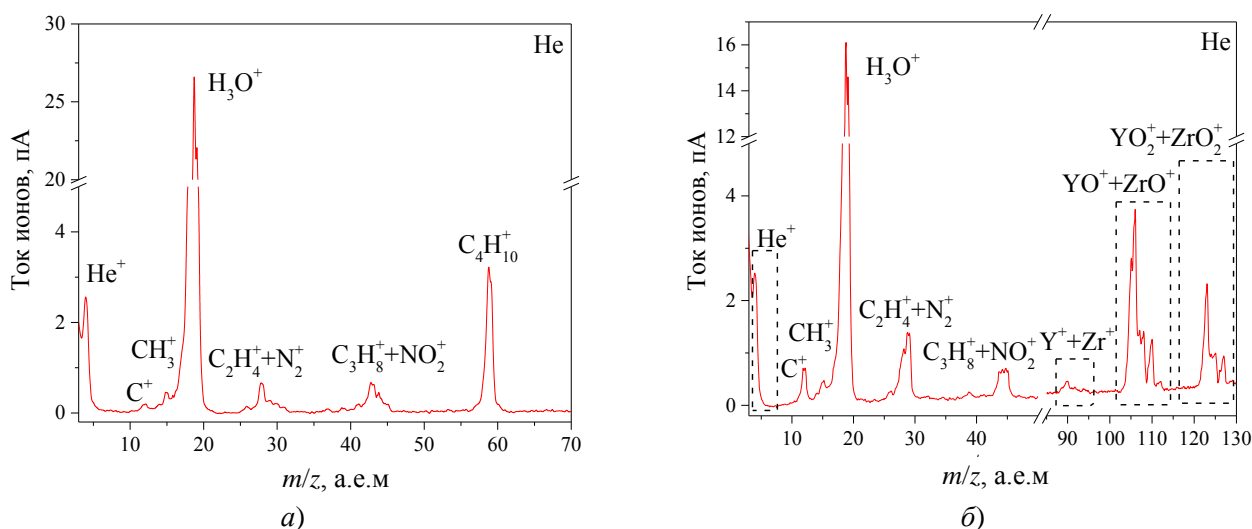 30
25
20
4
2
0
Ток ионов, пА
He
H₃O⁺
He⁺
CH₃⁺
C⁺
C₂H₄⁺+N₂⁺
C₃H₈⁺+NO₂⁺
C₄H₁₀⁺
10 20 30 40 50 60 70
m/z, а.е.м
а)
16
14
12
4
2
0
Ток ионов, пА
He
H₃O⁺
YO₂⁺+ZrO₂⁺
YO⁺+ZrO⁺
He⁺
C₂H₄⁺+N₂⁺
CH₃⁺
C₃H₈⁺+NO₂⁺
Y⁺+Zr⁺
C⁺
10 20 30 40 90 100 110 120 130
m/z, а.е.м
б)